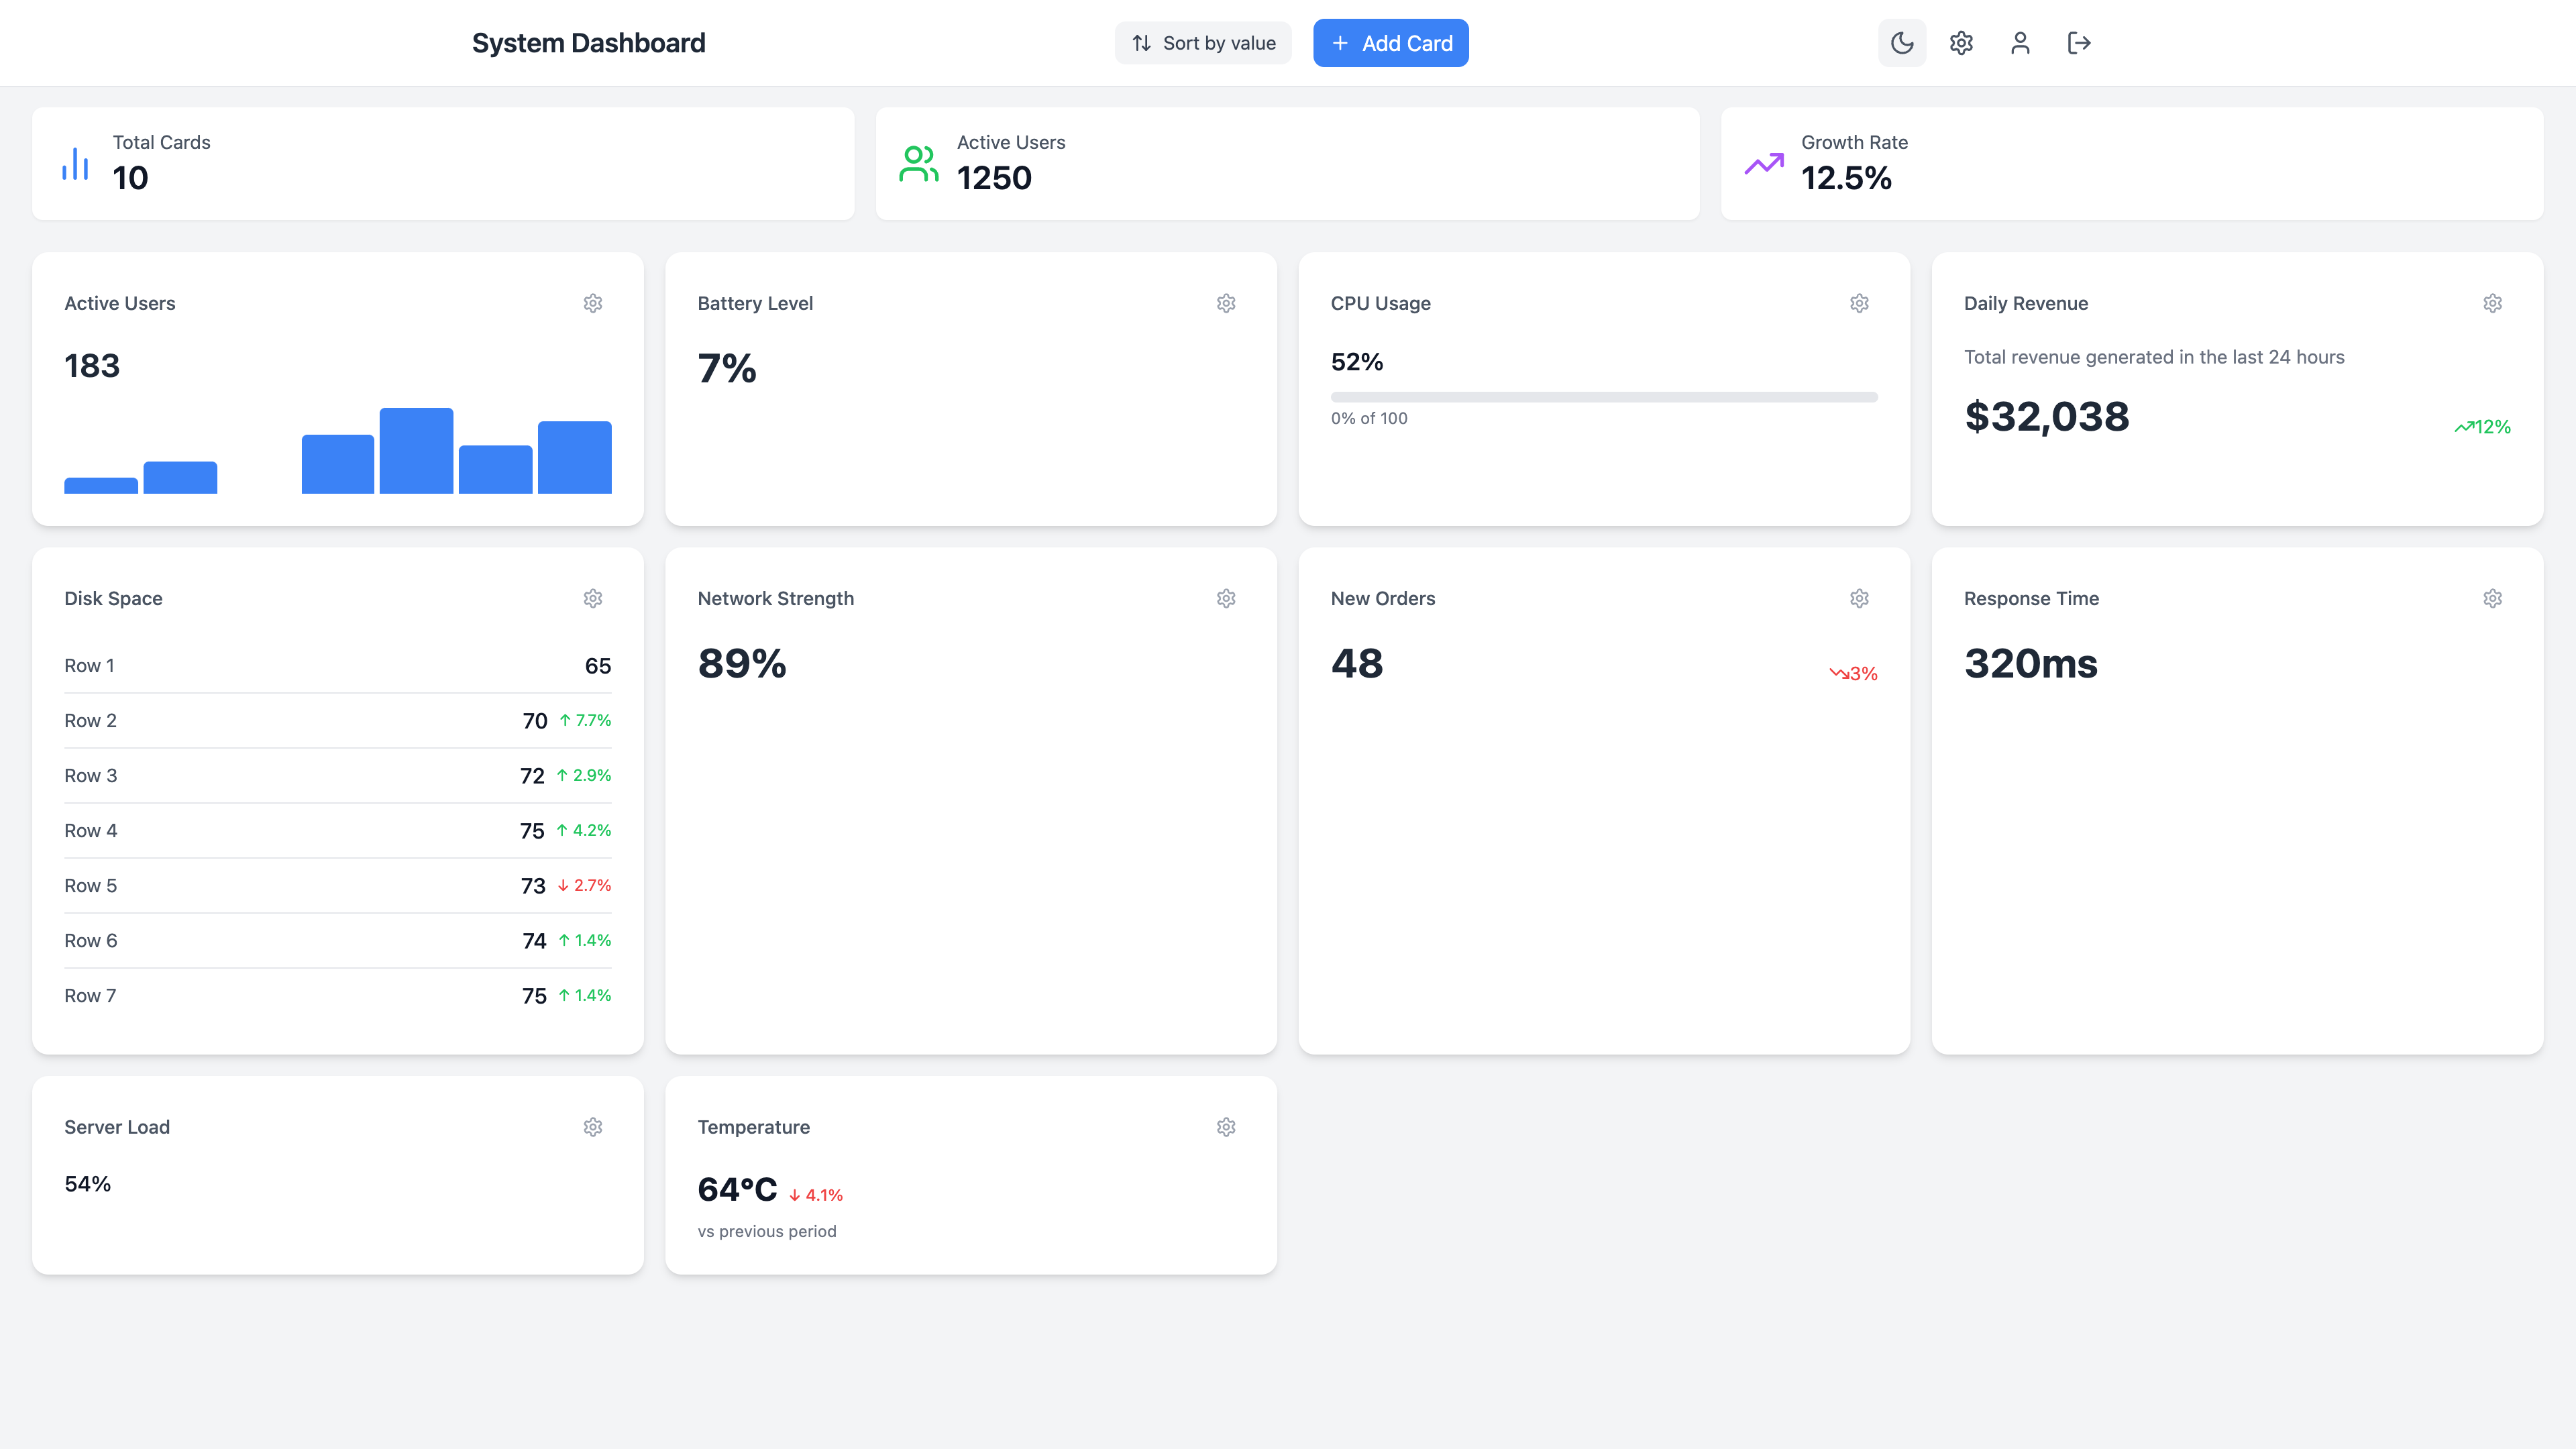 System Dashboard
Sort by value
Add Card
Total Cards
10
Active Users
1250
Growth Rate
12.5%
Active Users
183
Battery Level
7%
CPU Usage
52%
0% of 100
Daily Revenue
Total revenue generated in the last 24 hours
$32,038
12%
Disk Space
Row 1 65
Row 2 70 ↑ 7.7%
Row 3 72 ↑ 2.9%
Row 4 75 ↑ 4.2%
Row 5 73 ↓ 2.7%
Row 6 74 ↑ 1.4%
Row 7 75 ↑ 1.4%
Network Strength
89%
New Orders
48
3%
Response Time
320ms
Server Load
54%
Temperature
64°C ↓ 4.1%
vs previous period